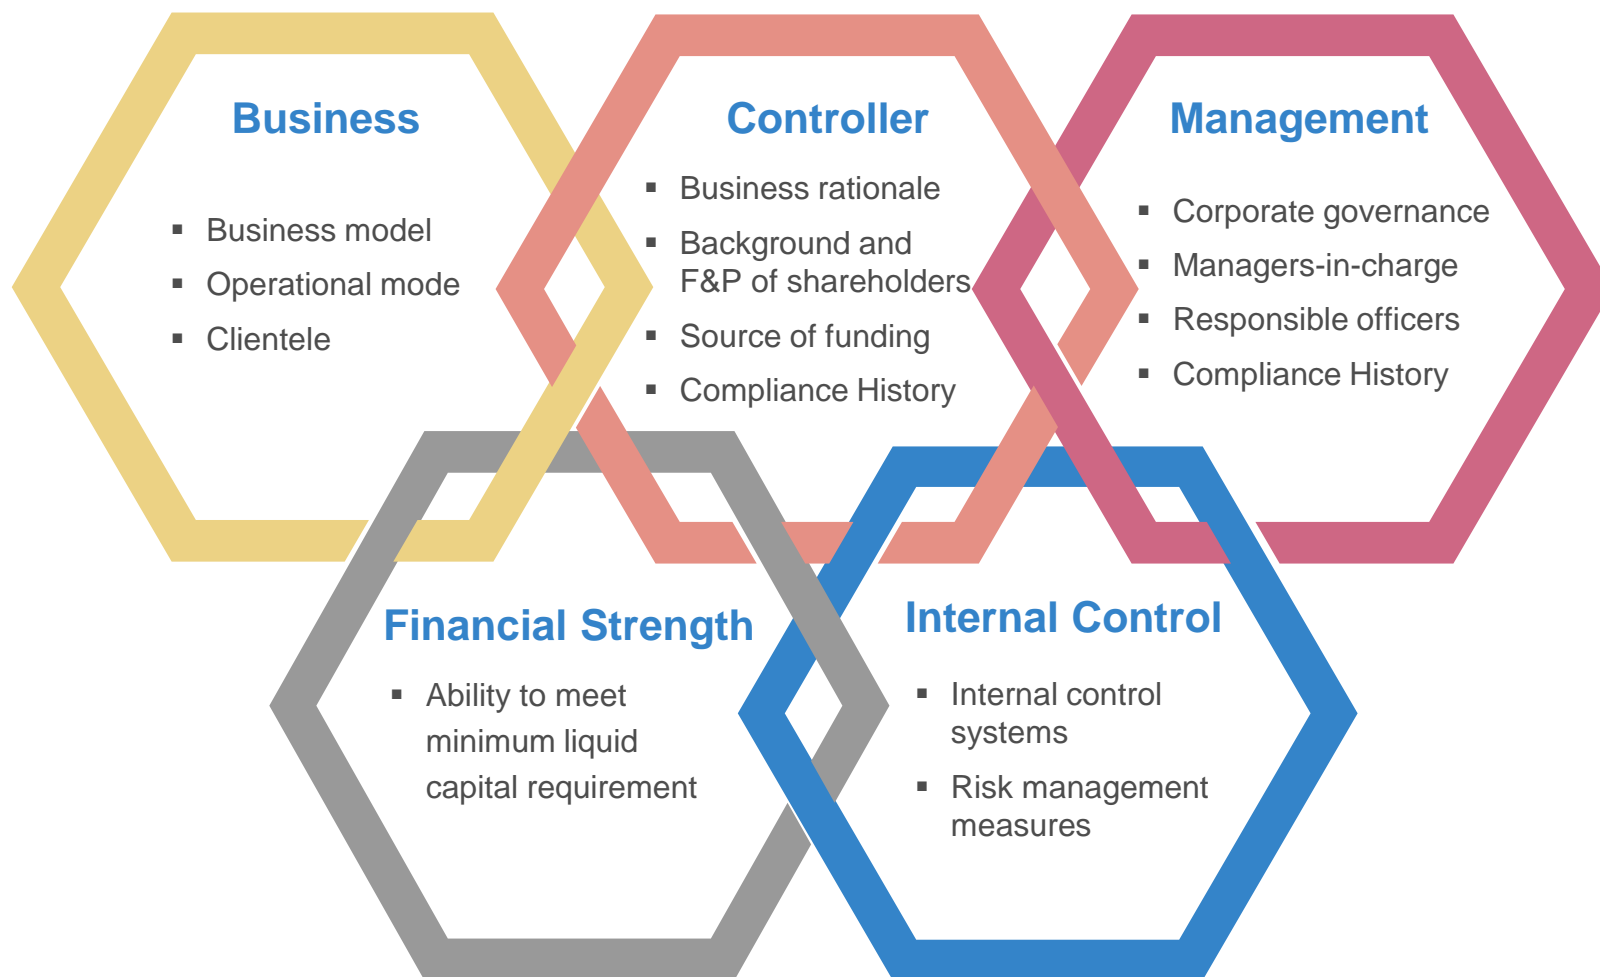 Business
▪ Business model
▪ Operational mode
▪ Clientele
Controller
▪ Business rationale
▪ Background and
F&P of shareholders
▪ Source of funding
▪ Compliance History
Management
▪ Corporate governance
▪ Managers-in-charge
▪ Responsible officers
▪ Compliance History
Financial Strength
▪ Ability to meet
minimum liquid
capital requirement
Internal Control
▪ Internal control
systems
▪ Risk management
measures